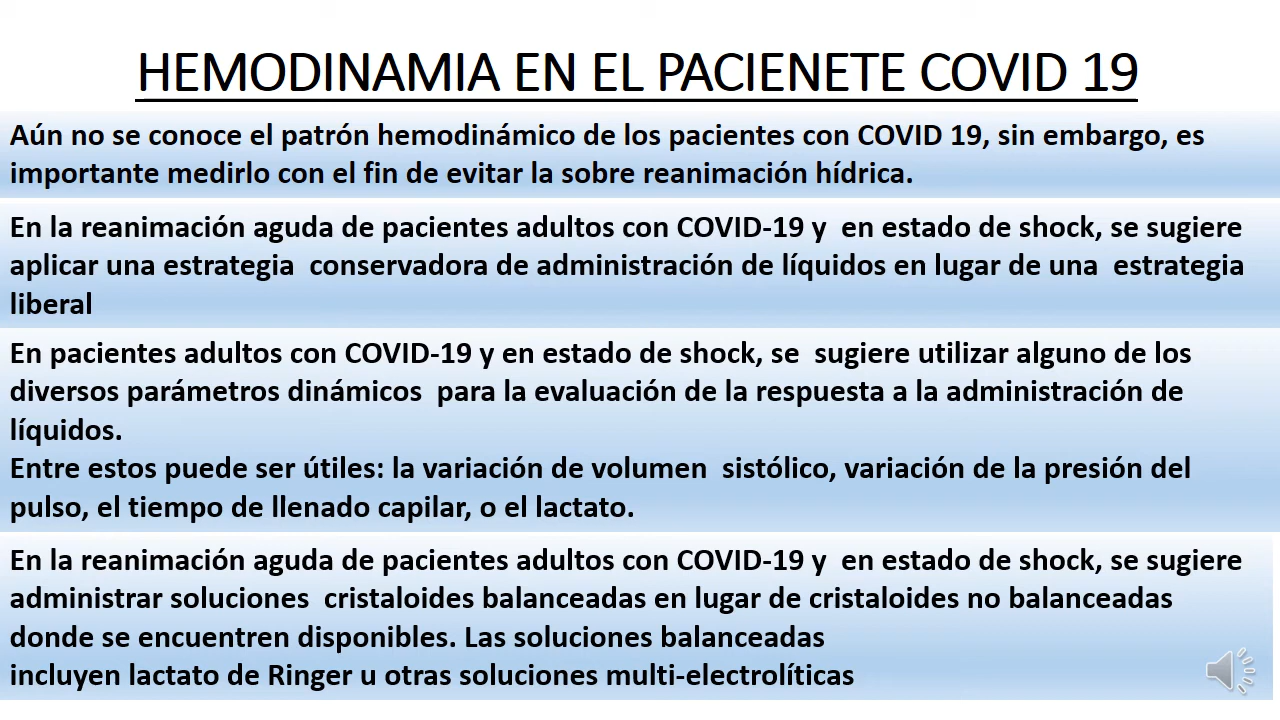 HEMODINAMIA EN EL PACIENETE COVID 19
Aún no se conoce el patrón hemodinámico de los pacientes con COVID 19, sin embargo, es
importante medirlo con el fin de evitar la sobre reanimación hídrica.
En la reanimación aguda de pacientes adultos con COVID-19 y en estado de shock, se sugiere
aplicar una estrategia conservadora de administración de líquidos en lugar de una estrategia
liberal
En pacientes adultos con COVID-19 y en estado de shock, se sugiere utilizar alguno de los
diversos parámetros dinámicos para la evaluación de la respuesta a la administración de
líquidos.
Entre estos puede ser útiles: la variación de volumen sistólico, variación de la presión del
pulso, el tiempo de llenado capilar, o el lactato.
En la reanimación aguda de pacientes adultos con COVID-19 y en estado de shock, se sugiere
administrar soluciones cristaloides balanceadas en lugar de cristaloides no balanceadas
donde se encuentren disponibles. Las soluciones balanceadas
incluyen lactato de Ringer u otras soluciones multi-electrolíticas